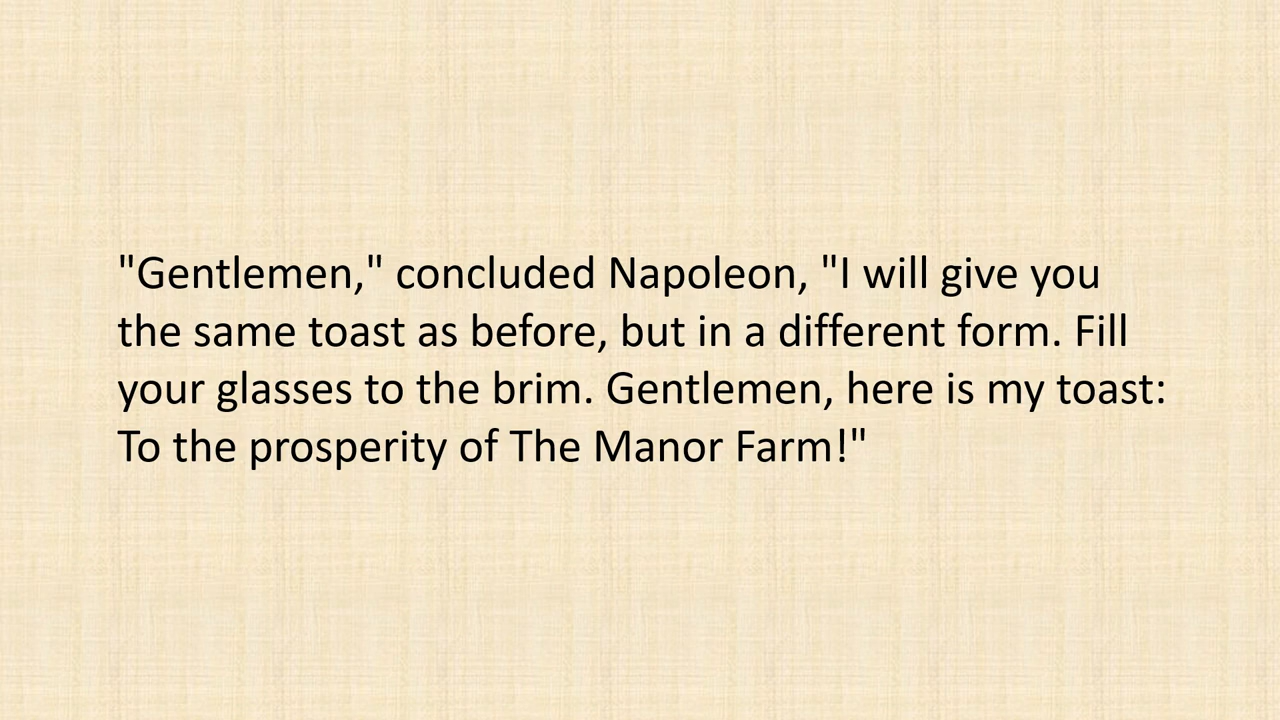 "Gentlemen," concluded Napoleon, "I will give you
the same toast as before, but in a different form. Fill
your glasses to the brim. Gentlemen, here is my toast:
To the prosperity of The Manor Farm!"